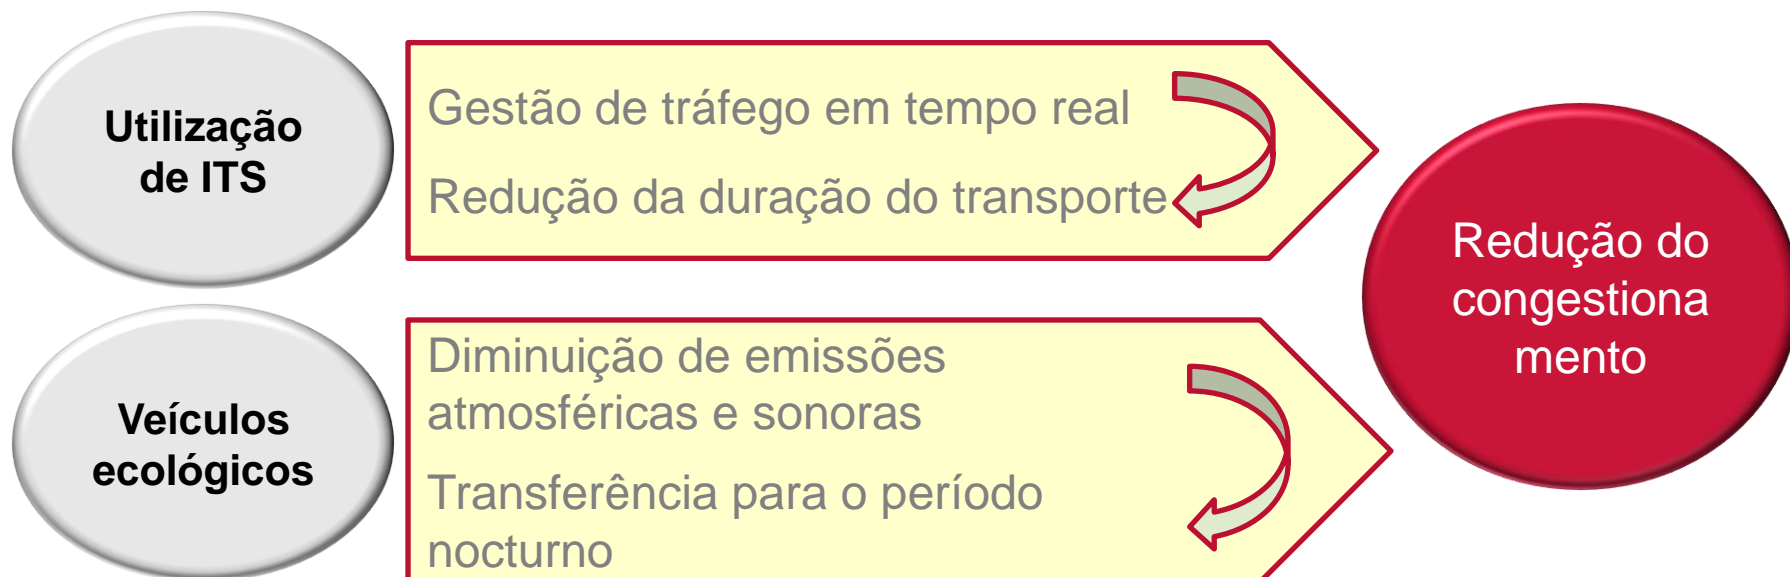 Utilização
de ITS
Gestão de tráfego em tempo real
Redução da duração do transporte
Veículos
ecológicos
Diminuição de emissões
atmosféricas e sonoras
Transferência para o período
nocturno
Redução do
congestiona
mento